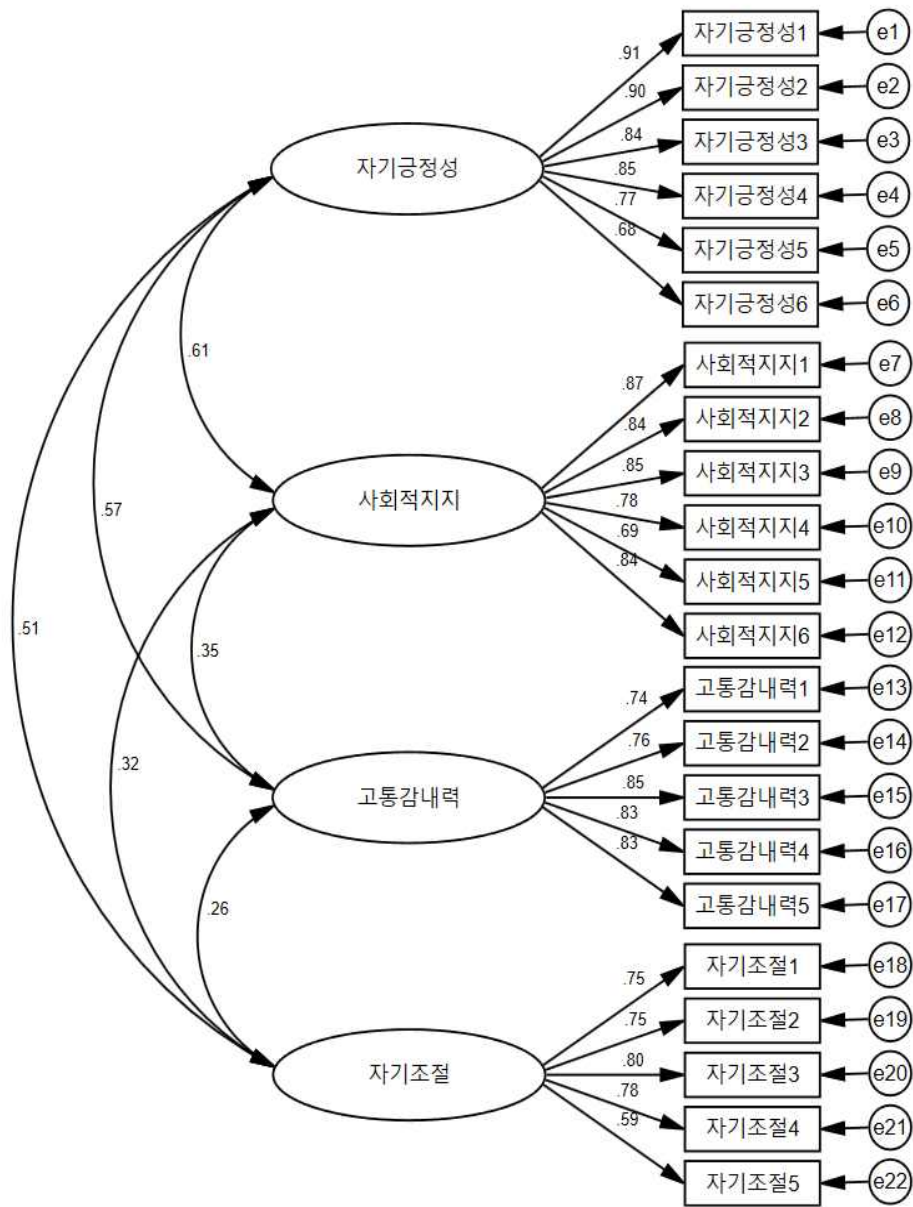 자기긍정성1
e1
.91
자기긍정성2
e2
.90
자기긍정성3
e3
.84
자기긍정성
자기긍정성4
e4
.85
자기긍정성5
e5
.77
자기긍정성6
e6
.68
.61
사회적지지1
e7
.87
사회적지지2
e8
.84
사회적지지3
e9
.85
사회적지지
사회적지지4
e10
.78
사회적지지5
e11
.69
사회적지지6
e12
.84
.57
.51
.35
고통감내력1
e13
.74
고통감내력2
e14
.76
.32
고통감내력
고통감내력3
e15
.85
고통감내력4
e16
.83
고통감내력5
e17
.83
.26
자기조절1
e18
.75
자기조절2
e19
.75
자기조절
자기조절3
e20
.80
자기조절4
e21
.78
자기조절5
e22
.59